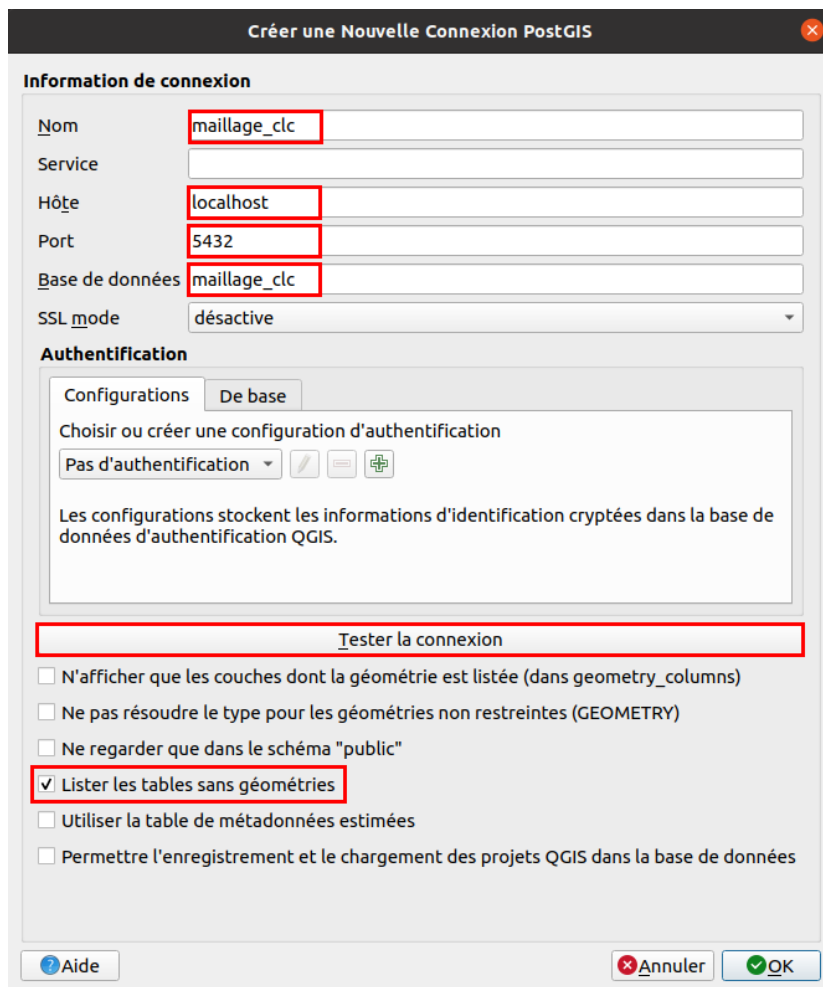 Créer une Nouvelle Connexion PostGIS
Information de connexion
Nom maillage_clc
Service
Hôte localhost
Port 5432
Base de données maillage_clc
SSL mode désactive
Authentification
Configurations De base
Choisir ou créer une configuration d'authentification
Pas d'authentification
Les configurations stockent les informations d'identification cryptées dans la base de
données d'authentification QGIS.
Tester la connexion
N'afficher que les couches dont la géométrie est listée (dans geometry_columns)
Ne pas résoudre le type pour les géométries non restreintes (GEOMETRY)
Ne regarder que dans le schéma "public"
Lister les tables sans géométries
Utiliser la table de métadonnées estimées
Permettre l'enregistrement et le chargement des projets QGIS dans la base de données
Aide Annuler OK